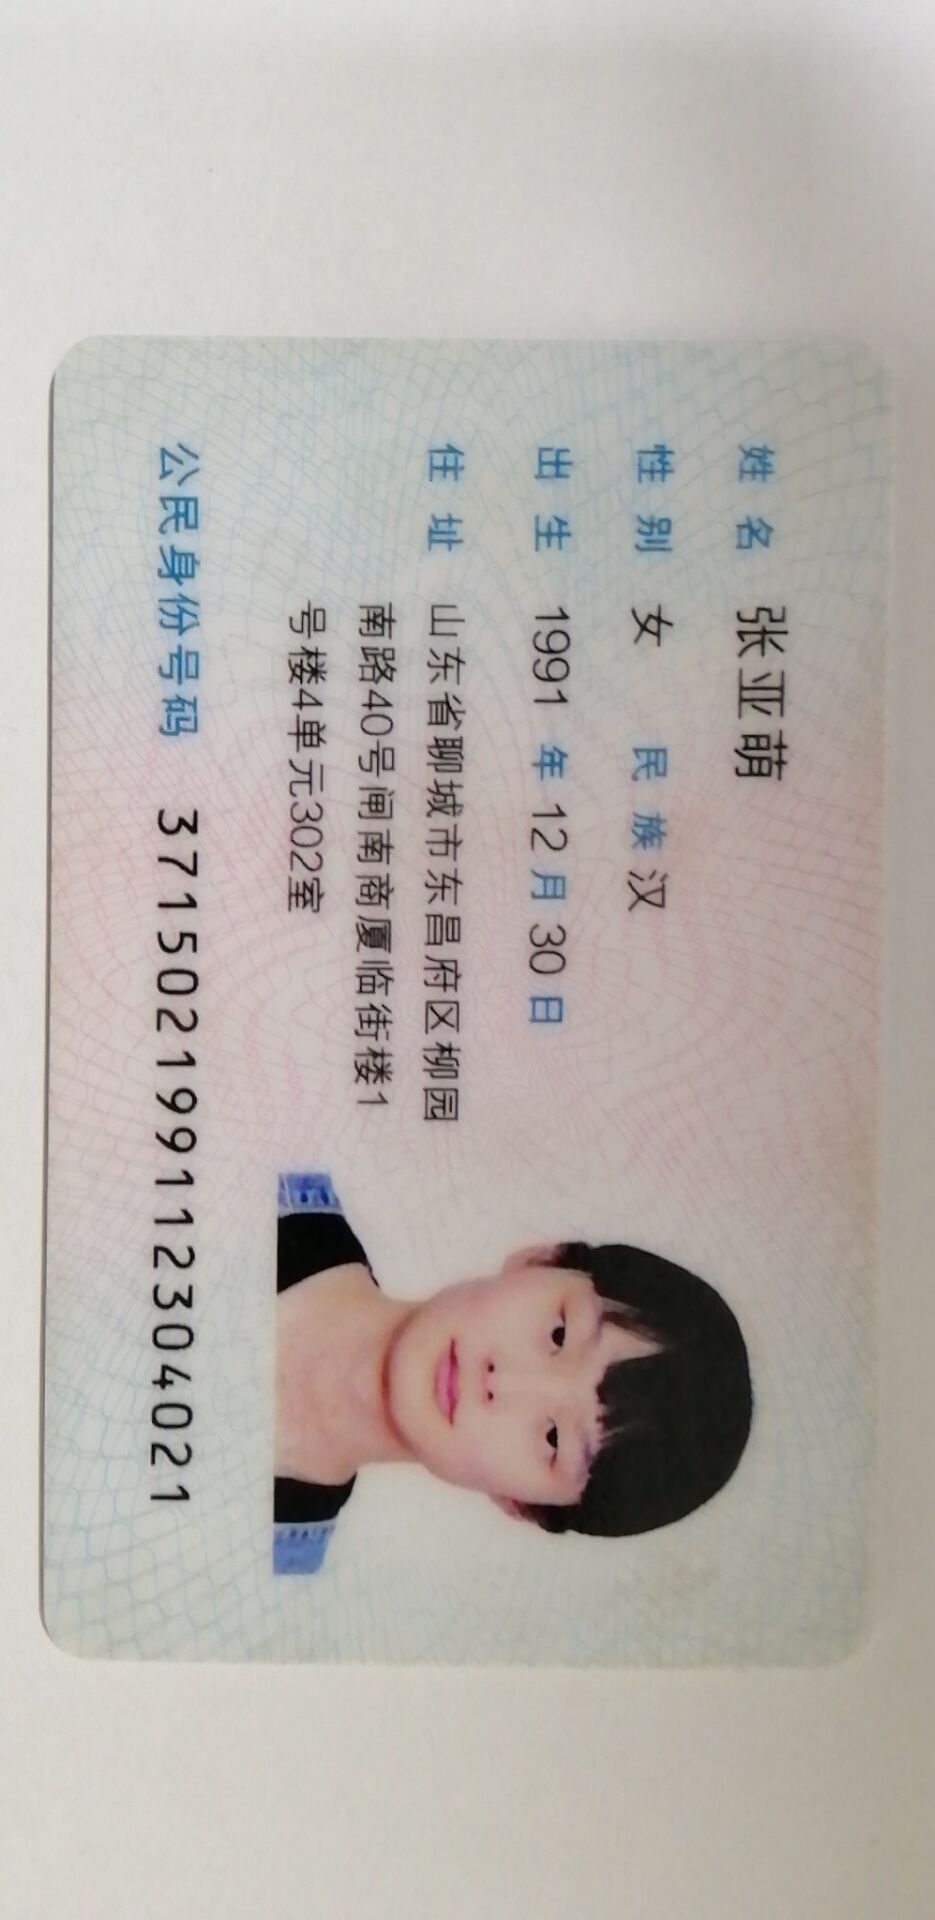 姓名 张亚萌
性别 女 民族 汉
出生 1991 年 12 月 30 日
住址 山东省聊城市东昌府区柳园
南路40号闸南商厦临街楼1
号楼4单元302室
公民身份号码 371502199112304021